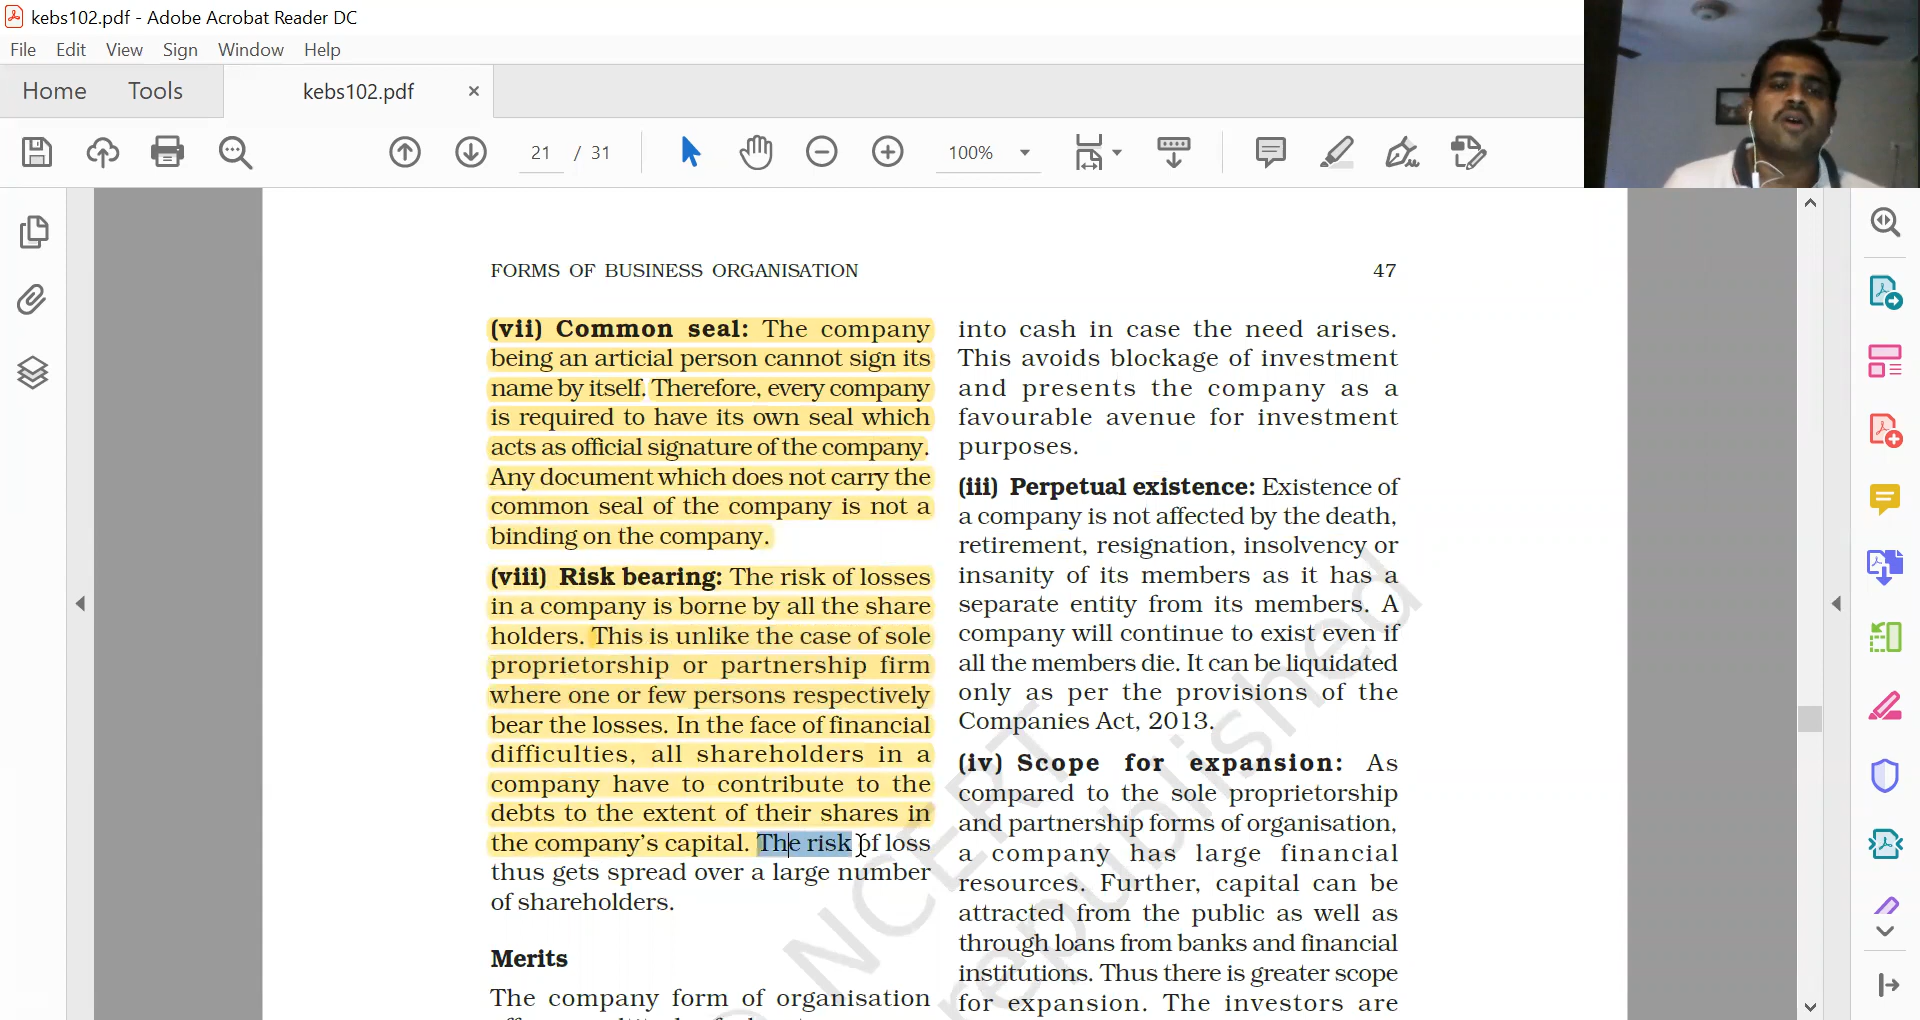 kebs102.pdf - Adobe Acrobat Reader DC
File Edit View Sign Window Help
Home Tools kebs102.pdf ×
21 / 31 100%
FORMS OF BUSINESS ORGANISATION 47
(vii) Common seal: The company
being an articial person cannot sign its
name by itself. Therefore, every company
is required to have its own seal which
acts as official signature of the company.
Any document which does not carry the
common seal of the company is not a
binding on the company.
(viii) Risk bearing: The risk of losses
in a company is borne by all the share
holders. This is unlike the case of sole
proprietorship or partnership firm
where one or few persons respectively
bear the losses. In the face of financial
difficulties, all shareholders in a
company have to contribute to the
debts to the extent of their shares in
the company’s capital. The risk of loss
thus gets spread over a large number
of shareholders.
Merits
The company form of organisation
into cash in case the need arises.
This avoids blockage of investment
and presents the company as a
favourable avenue for investment
purposes.
(iii) Perpetual existence: Existence of
a company is not affected by the death,
retirement, resignation, insolvency or
insanity of its members as it has a
separate entity from its members. A
company will continue to exist even if
all the members die. It can be liquidated
only as per the provisions of the
Companies Act, 2013.
(iv) Scope for expansion: As
compared to the sole proprietorship
and partnership forms of organisation,
a company has large financial
resources. Further, capital can be
attracted from the public as well as
through loans from banks and financial
institutions. Thus there is greater scope
for expansion. The investors are
NCERT
republished